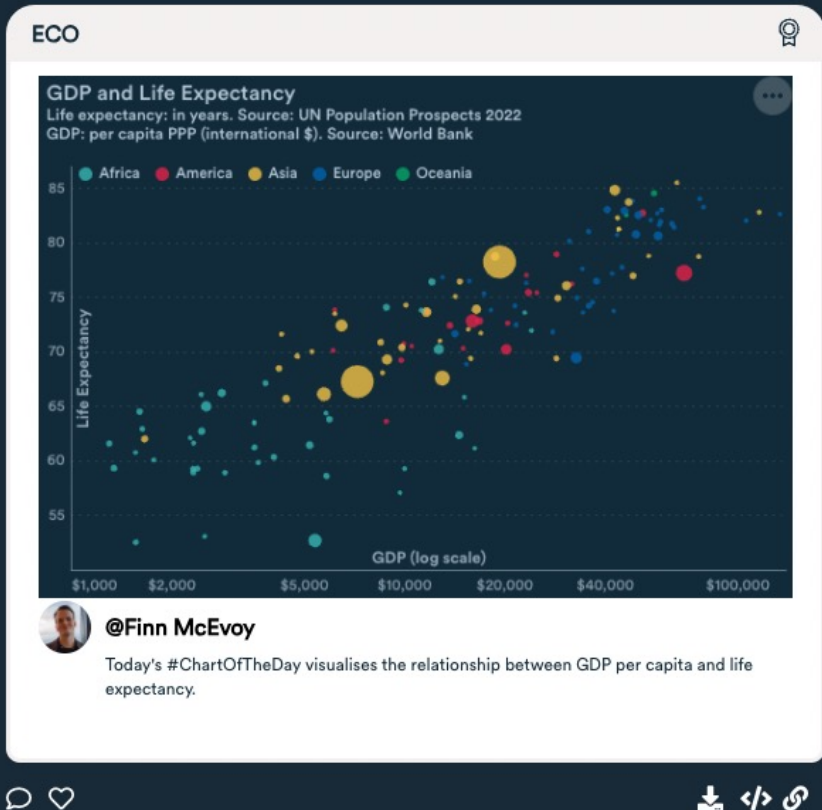 ECO
GDP and Life Expectancy
Life expectancy: in years. Source: UN Population Prospects 2022
GDP: per capita PPP (international $). Source: World Bank
Africa America Asia Europe Oceania
85
80
75
70
65
60
55
Life Expectancy
GDP (log scale)
$1,000 $2,000 $5,000 $10,000 $20,000 $40,000 $100,000
@Finn McEvoy
Today's #ChartOfTheDay visualises the relationship between GDP per capita and life
expectancy.